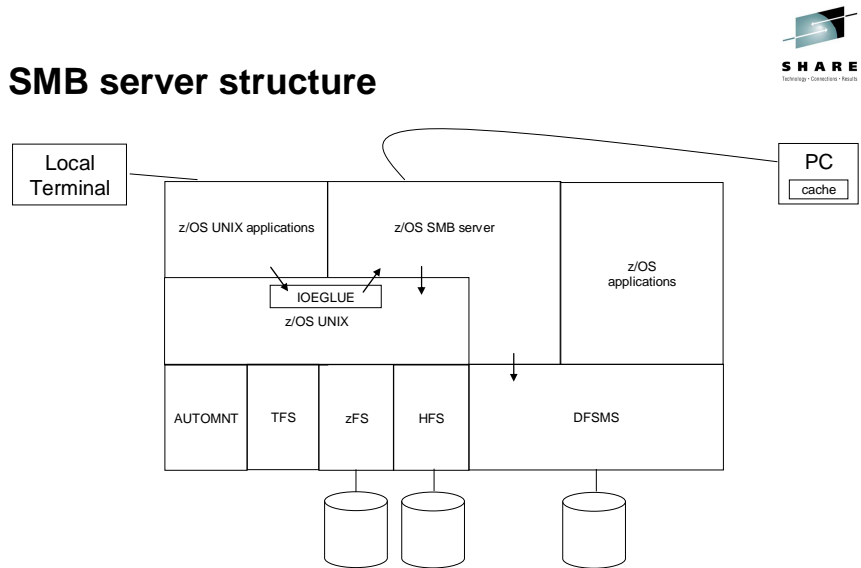 SHARE
Technology · Connections · Results
SMB server structure
Local
Terminal
PC
cache
z/OS UNIX applications
z/OS SMB server
z/OS
applications
IOEGLUE
z/OS UNIX
AUTOMNT
TFS
zFS
HFS
DFSMS